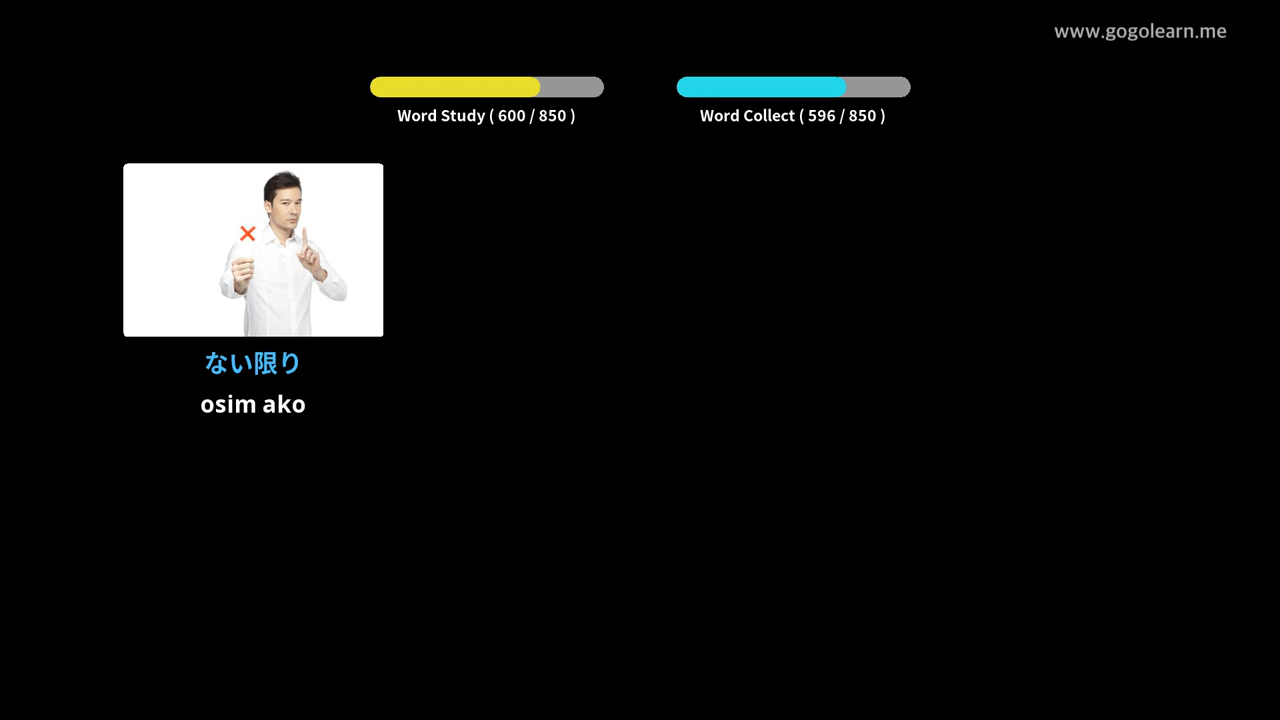 www.gogolearn.me
Word Study ( 600 / 850 )
Word Collect ( 596 / 850 )
ない限り
osim ako